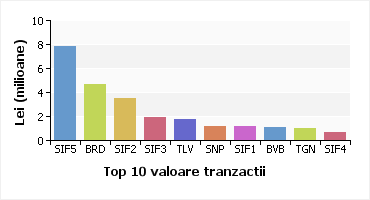 10
8
6
4
2
0
Lei (milioane)
SIF5 BRD SIF2 SIF3 TLV SNP SIF1 BVB TGN SIF4
Top 10 valoare tranzactii